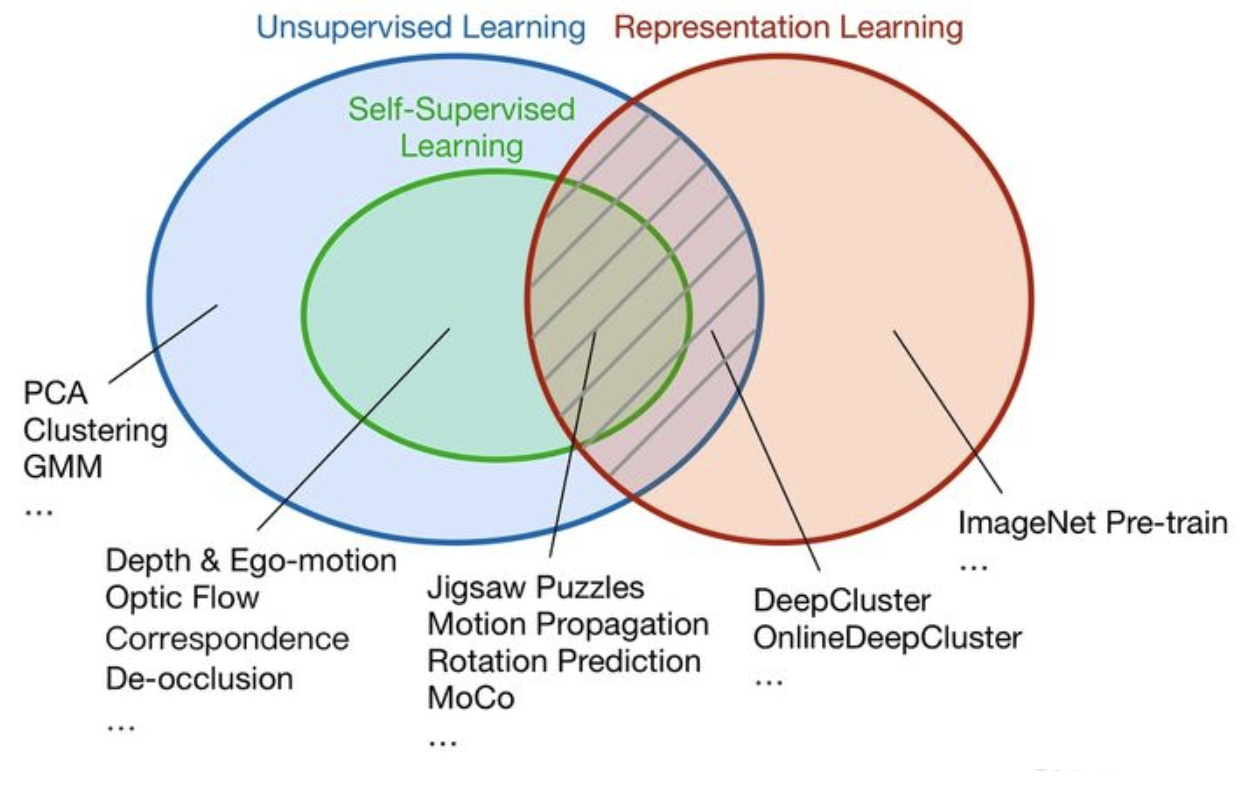 Unsupervised Learning
Representation Learning
Self-Supervised
Learning
PCA
Clustering
GMM
...
Depth & Ego-motion
Optic Flow
Correspondence
De-occlusion
...
Jigsaw Puzzles
Motion Propagation
Rotation Prediction
MoCo
...
DeepCluster
OnlineDeepCluster
...
ImageNet Pre-train
...